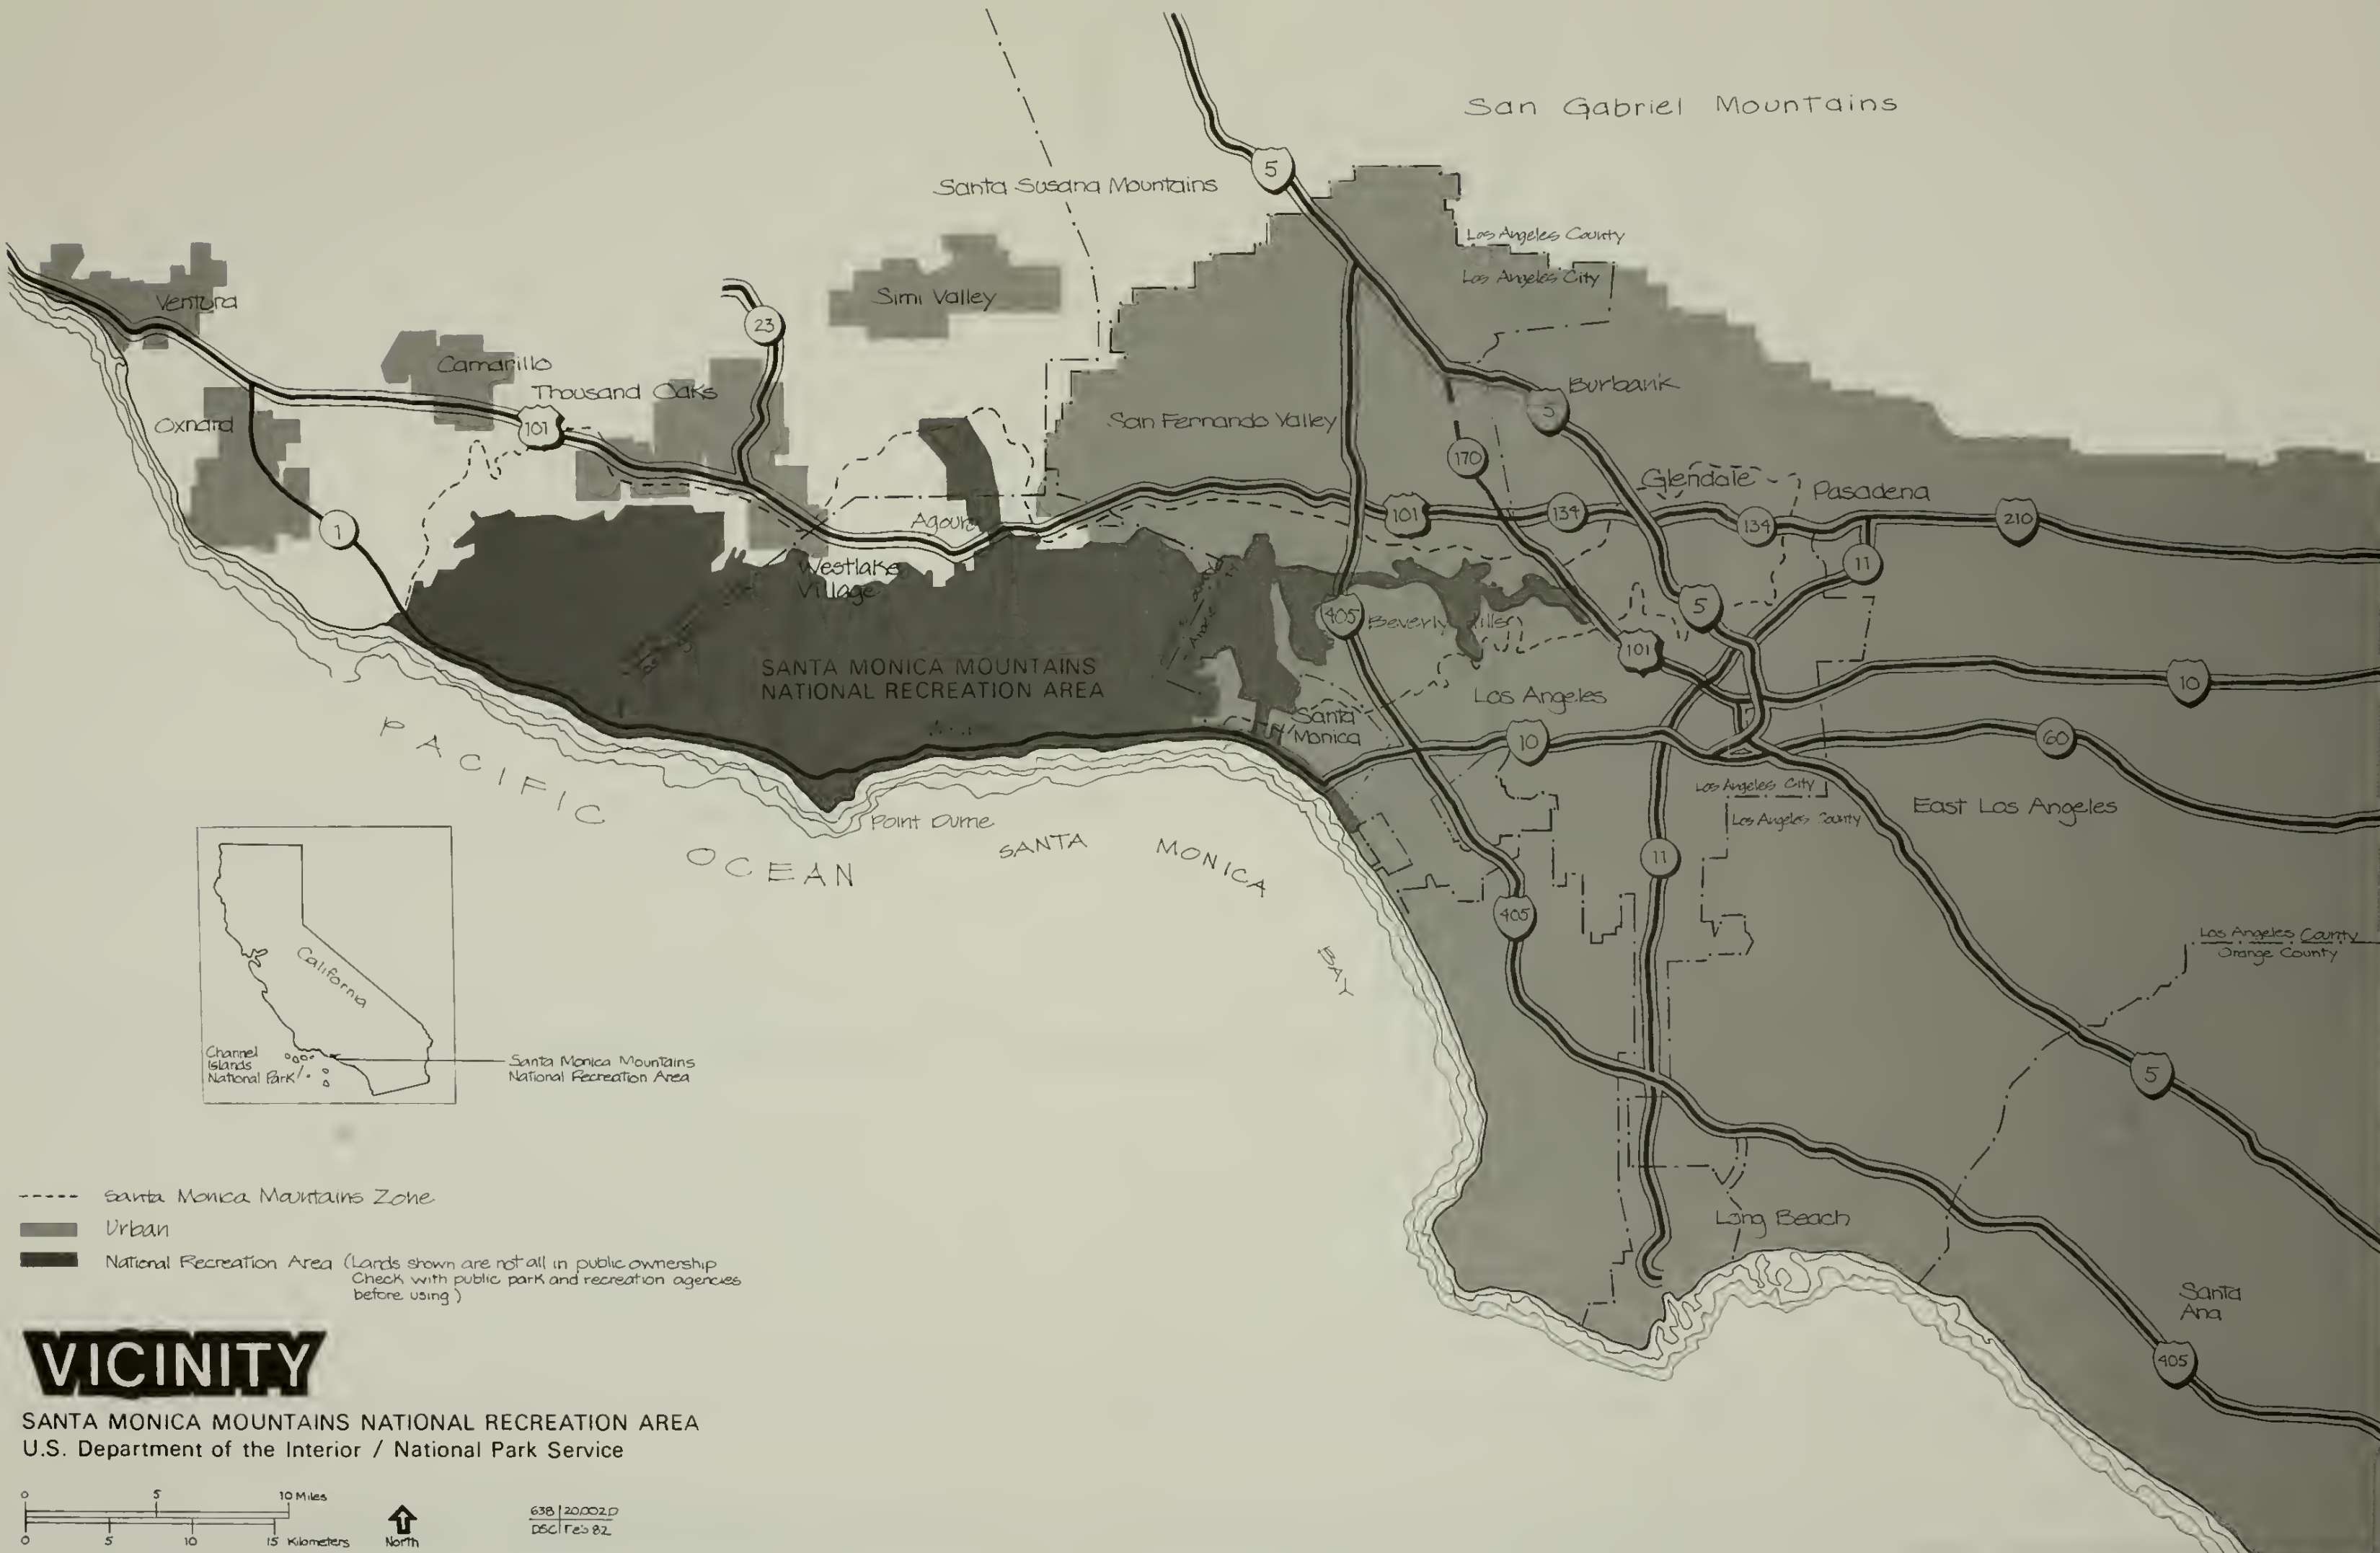 San Gabriel Mountains
5
Santa Susana Mountains
Los Angeles County
Los Angeles City
Ventura
Simi Valley
23
Camarillo
Thousand Oaks
Burbank
5
Oxnard
101
San Fernando Valley
170
Glendale
Pasadena
1
Agoura
101
134
134
210
11
Westlake
Village
405
Beverly Hills
5
101
SANTA MONICA MOUNTAINS
NATIONAL RECREATION AREA
10
Los Angeles
Santa
Monica
10
60
PACIFIC
OCEAN
Point Dume
SANTA MONICA
BAY
Los Angeles City
Los Angeles County
East Los Angeles
11
405
Los Angeles County
Orange County
5
Long Beach
Santa
Ana
405
California
Channel
Islands
National Park
Santa Monica Mountains
National Recreation Area
Santa Monica Mountains Zone
Urban
National Recreation Area (Lands shown are not all in public ownership
Check with public park and recreation agencies
before using)
VICINITY
SANTA MONICA MOUNTAINS NATIONAL RECREATION AREA
U.S. Department of the Interior / National Park Service
0 5 10 Miles
0 5 10 15 Kilometers
North
638 20,002D
DSC Feb 82